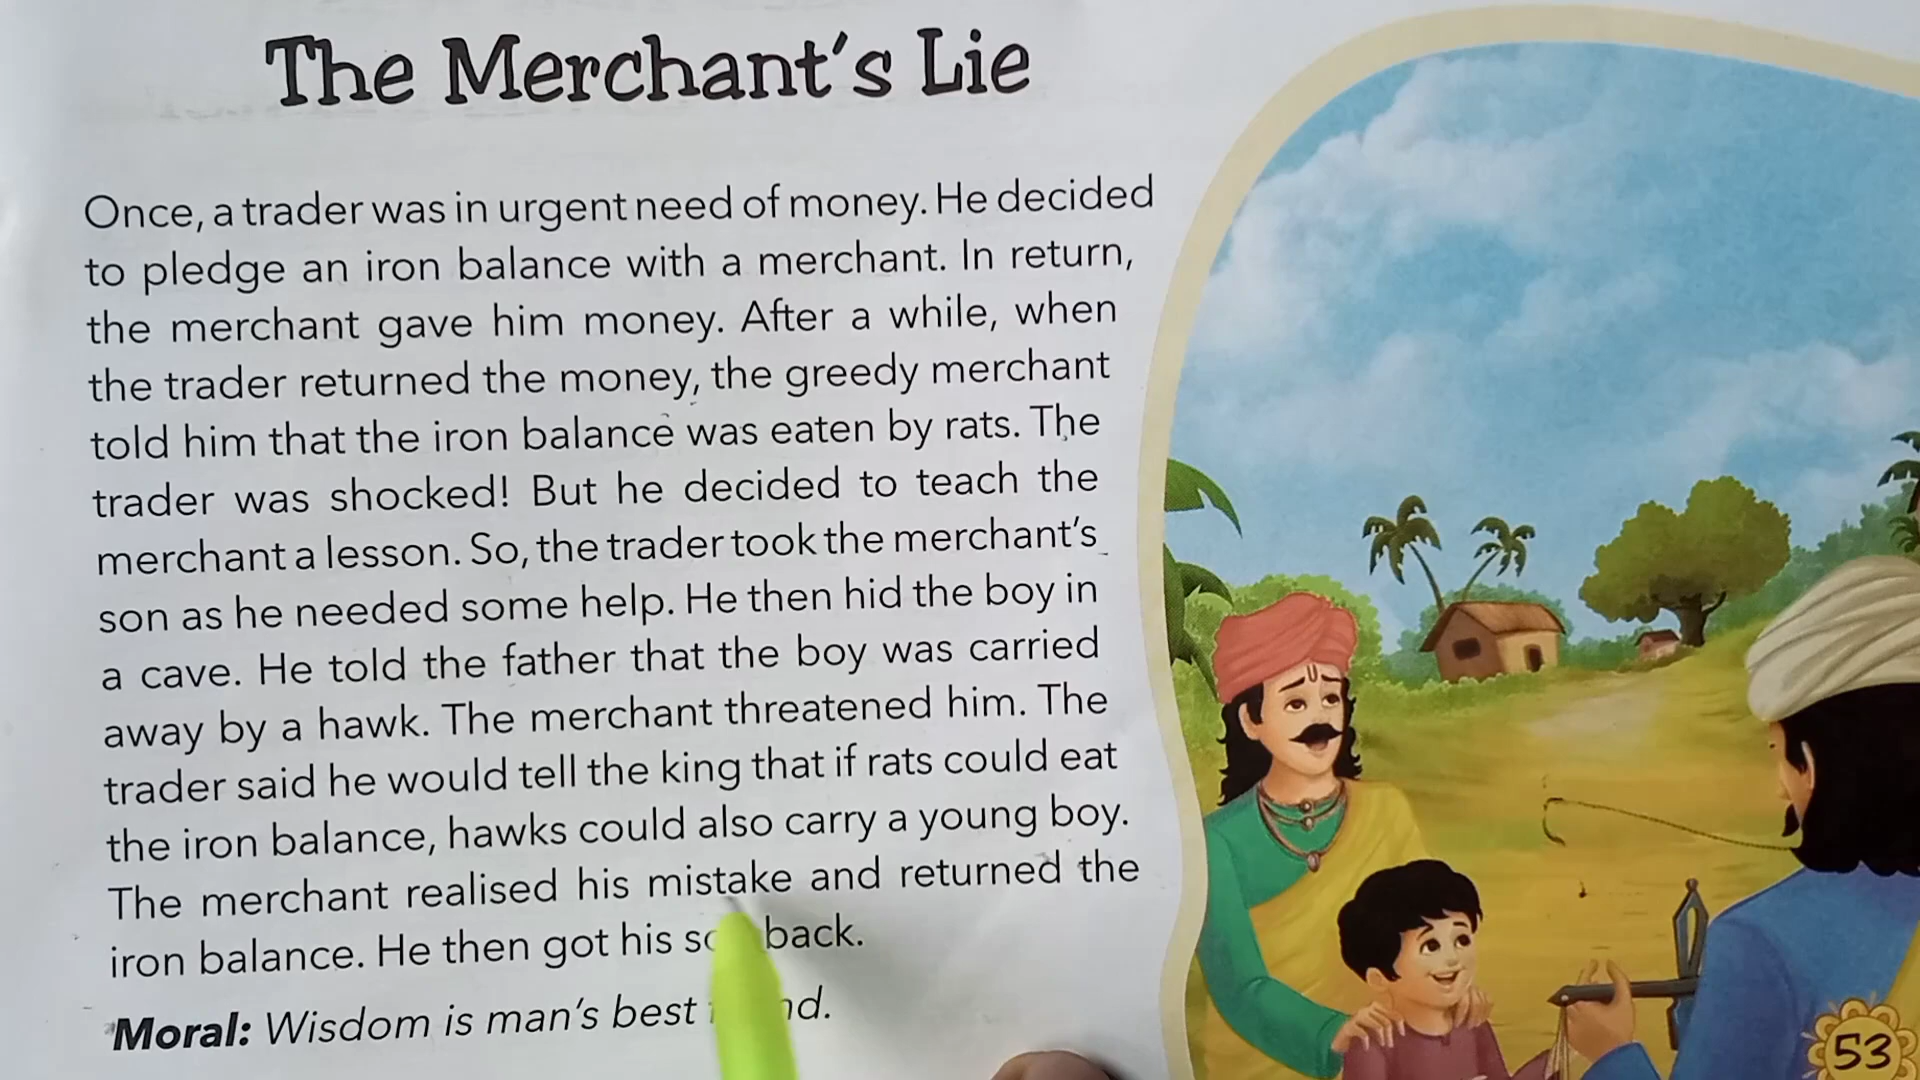 The Merchant's Lie
Once, a trader was in urgent need of money. He decided
to pledge an iron balance with a merchant. In return,
the merchant gave him money. After a while, when
the trader returned the money, the greedy merchant
told him that the iron balance was eaten by rats. The
trader was shocked! But he decided to teach the
merchant a lesson. So, the trader took the merchant's
son as he needed some help. He then hid the boy in
a cave. He told the father that the boy was carried
away by a hawk. The merchant threatened him. The
trader said he would tell the king that if rats could eat
the iron balance, hawks could also carry a young boy.
The merchant realised his mistake and returned the
iron balance. He then got his back.
Moral: Wisdom is man's best
53